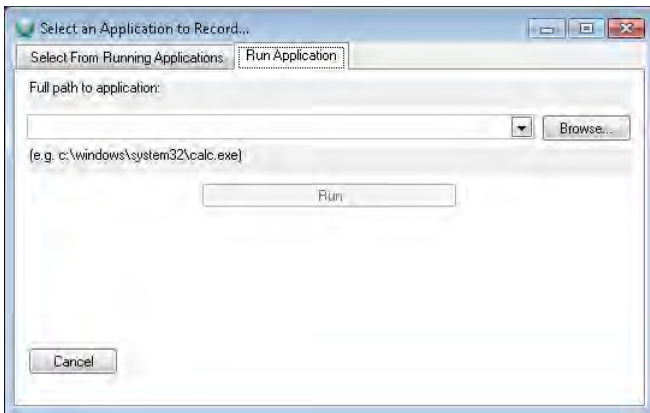 Select an Application to Record...
Select From Running Applications Run Application
Full path to application:
Browse...
(e.g. c:\windows\system32\calc.exe)
Run
Cancel